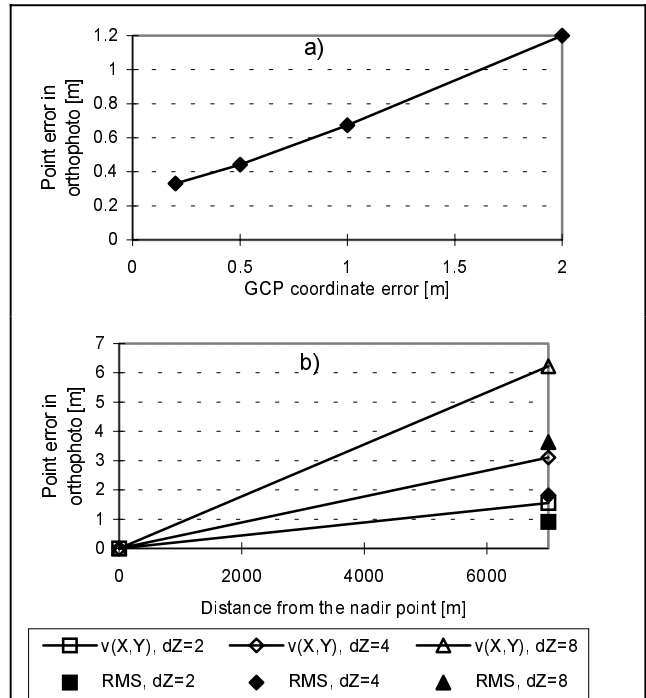 a)
Point error in
orthophoto [m]
1.2
1
0.8
0.6
0.4
0.2
0
0 0.5 1 1.5 2
GCP coordinate error [m]
b)
Point error in
orthophoto [m]
7
6
5
4
3
2
1
0
0 2000 4000 6000
Distance from the nadir point [m]
v(X,Y), dZ=2 v(X,Y), dZ=4 v(X,Y), dZ=8
RMS, dZ=2 RMS, dZ=4 RMS, dZ=8